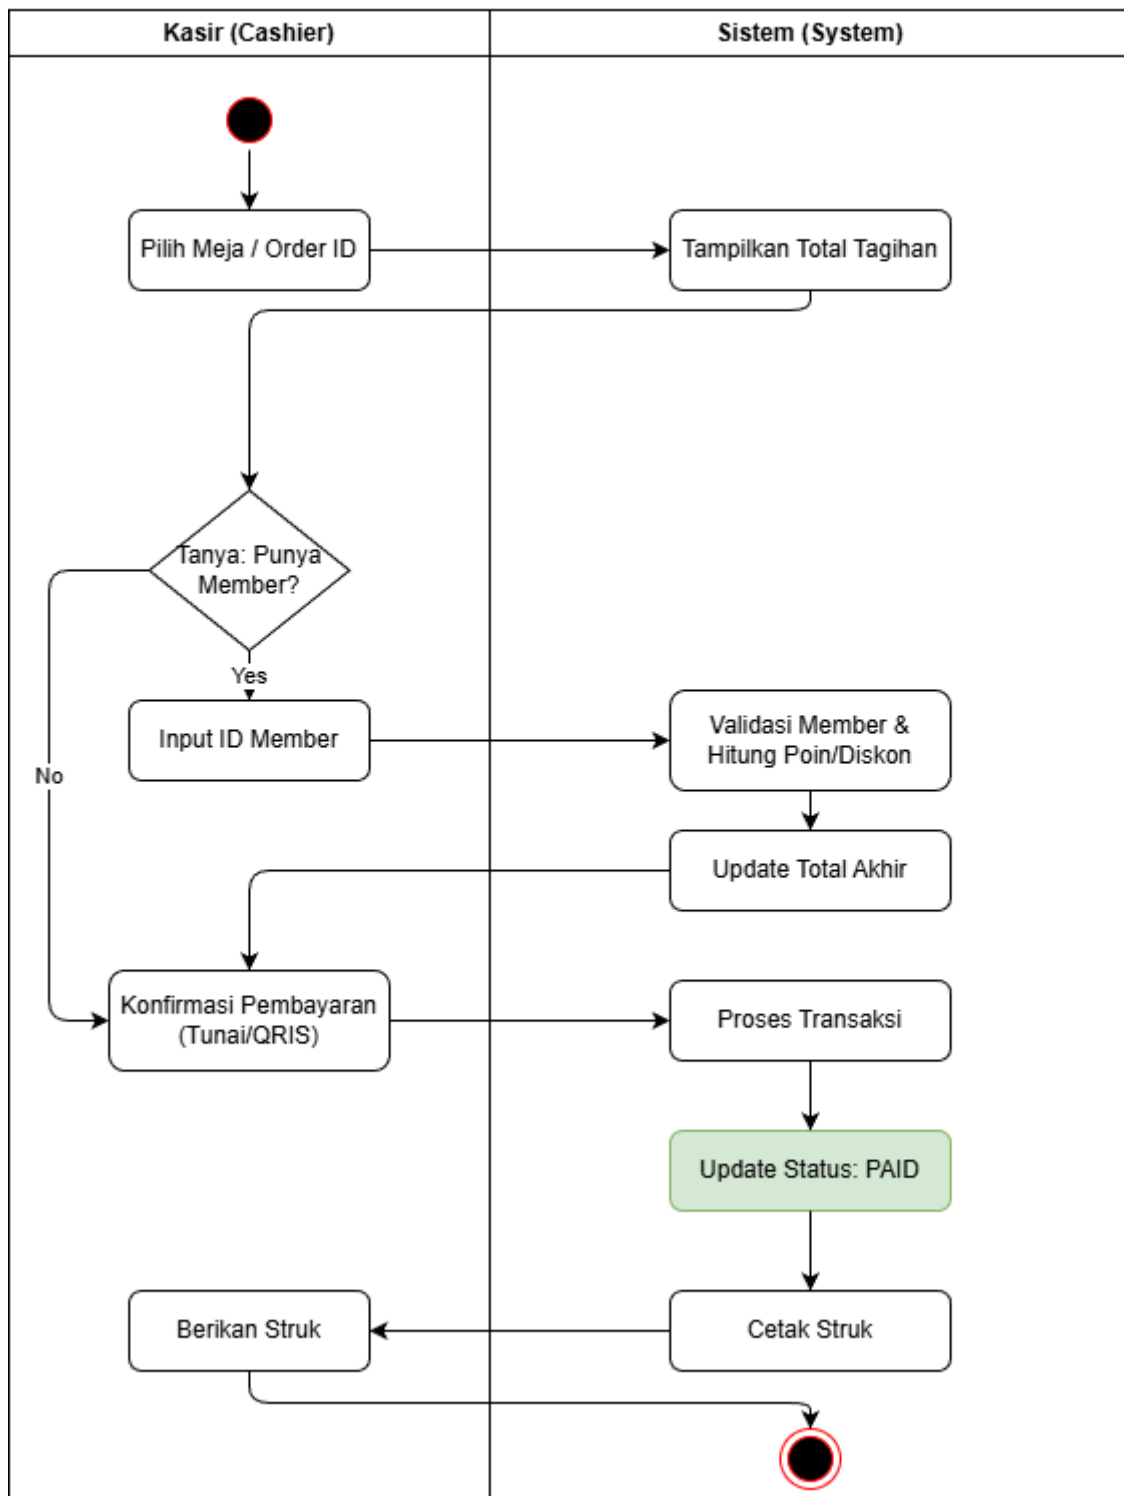 Kasir (Cashier)
Sistem (System)
Pilih Meja / Order ID
Tampilkan Total Tagihan
Tanya: Punya
Member?
Yes
Input ID Member
Validasi Member &
Hitung Poin/Diskon
No
Update Total Akhir
Konfirmasi Pembayaran
(Tunai/QRIS)
Proses Transaksi
Update Status: PAID
Berikan Struk
Cetak Struk